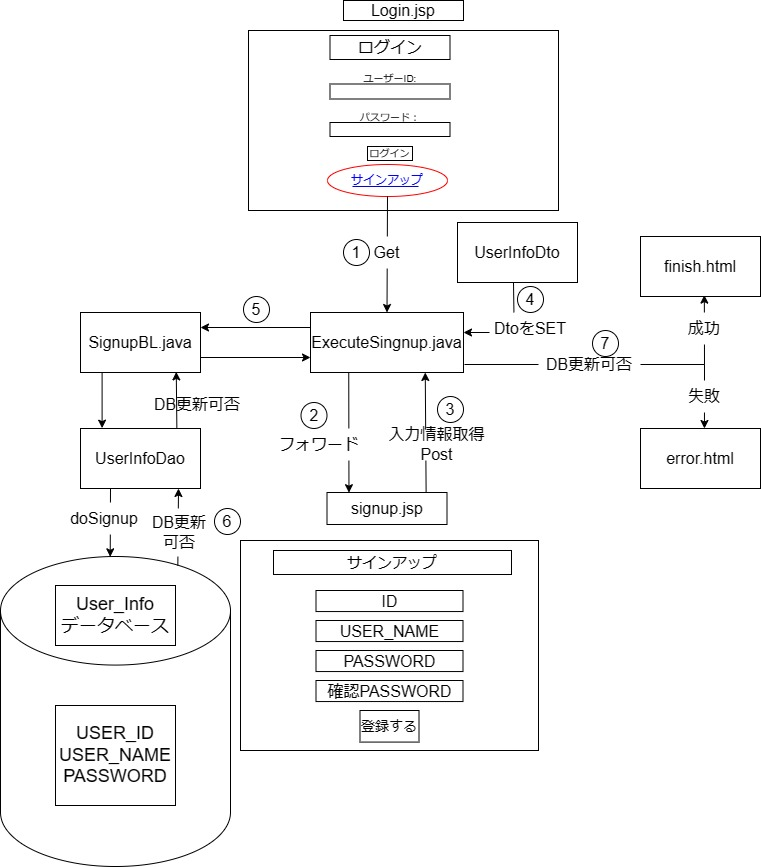 Login.jsp
ログイン
ユーザーID:
パスワード：
ログイン
サインアップ
① Get
UserInfoDto
④
DtoをSET
finish.html
成功
⑦
DB更新可否
失敗
error.html
⑤
SignupBL.java
ExecuteSingnup.java
DB更新可否
②
フォワード
③
入力情報取得
Post
UserInfoDao
signup.jsp
doSignup
DB更新
可否
⑥
User_Info
データベース
USER_ID
USER_NAME
PASSWORD
サインアップ
ID
USER_NAME
PASSWORD
確認PASSWORD
登録する